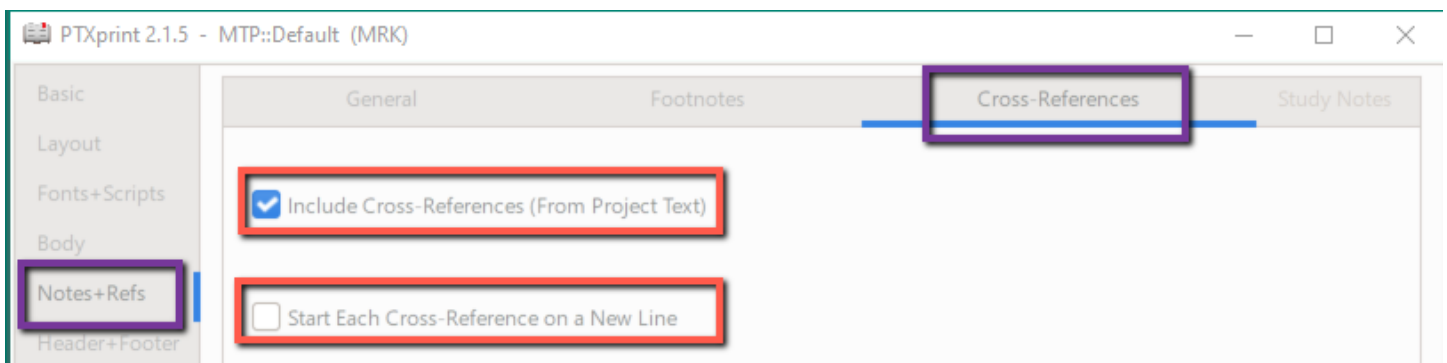 PTXprint 2.1.5 - MTP::Default (MRK)
Basic
General Footnotes Cross-References Study Notes
Layout
Fonts+Scripts
Include Cross-References (From Project Text)
Body
Notes+Refs
Start Each Cross-Reference on a New Line
Header+Footer